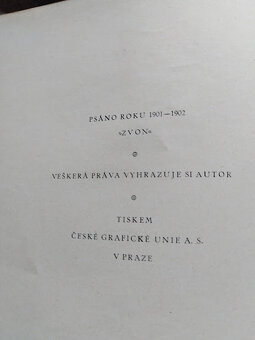 PSÁNO ROKU 1901—1902
»ZVON«
VEŠKERÁ PRÁVA VYHRAZUJE SI AUTOR
TISKEM
ČESKÉ GRAFICKÉ UNIE A. S.
V PRAZE